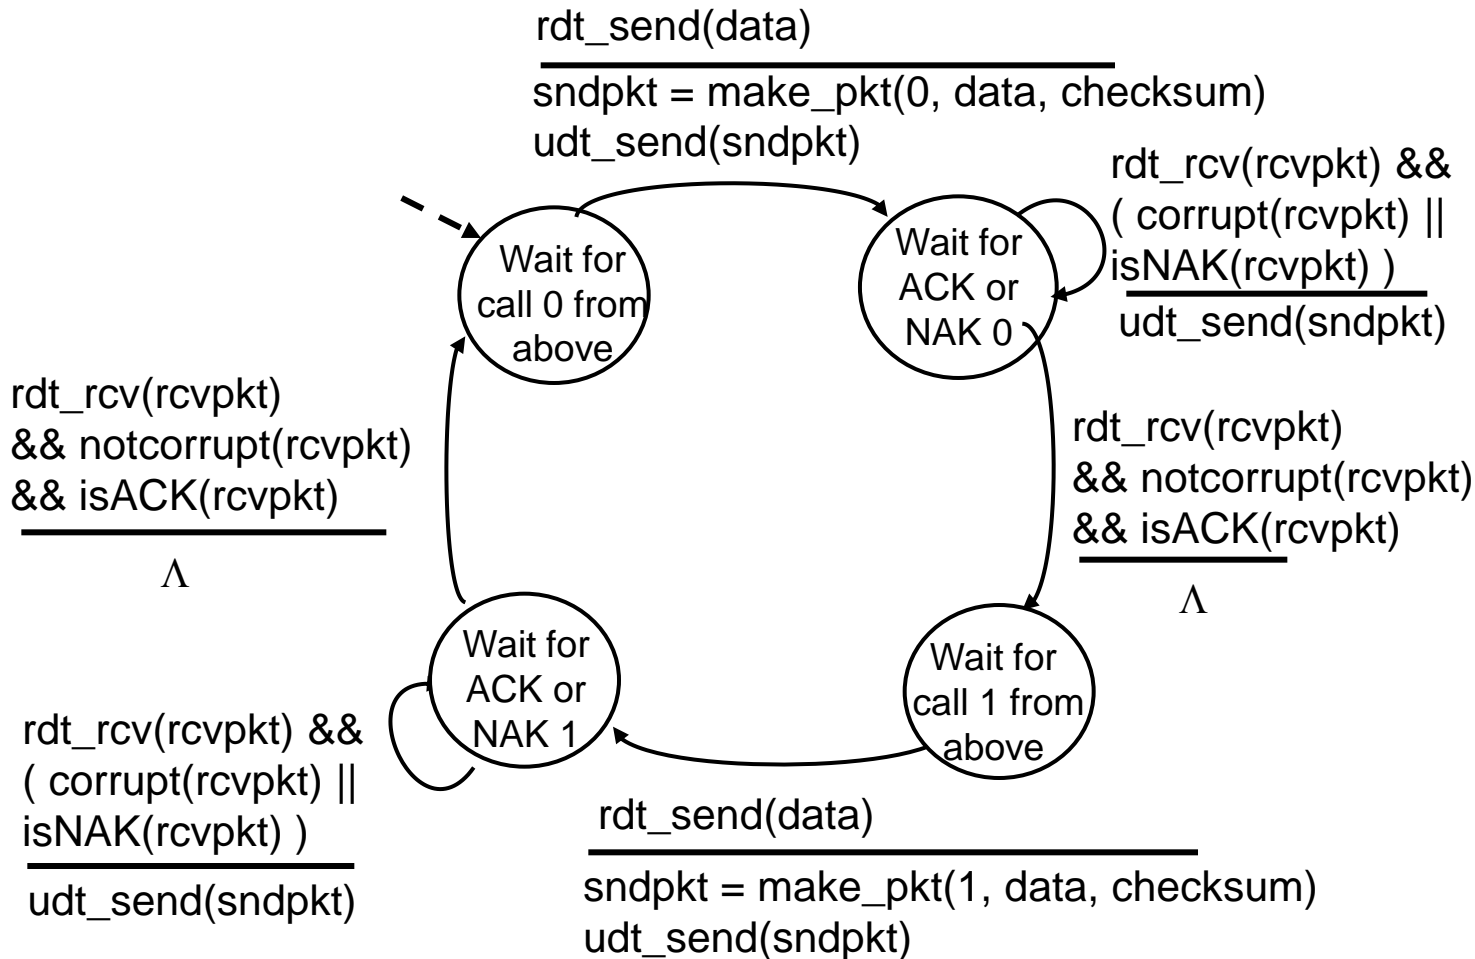 rdt_send(data)
sndpkt = make_pkt(0, data, checksum)
udt_send(sndpkt)
rdt_rcv(rcvpkt) &&
( corrupt(rcvpkt) ||
isNAK(rcvpkt) )
udt_send(sndpkt)
Wait for
call 0 from
above
Wait for
ACK or
NAK 0
rdt_rcv(rcvpkt)
&& notcorrupt(rcvpkt)
&& isACK(rcvpkt)
Λ
rdt_rcv(rcvpkt)
&& notcorrupt(rcvpkt)
&& isACK(rcvpkt)
Λ
Wait for
ACK or
NAK 1
Wait for
call 1 from
above
rdt_rcv(rcvpkt) &&
( corrupt(rcvpkt) ||
isNAK(rcvpkt) )
udt_send(sndpkt)
rdt_send(data)
sndpkt = make_pkt(1, data, checksum)
udt_send(sndpkt)